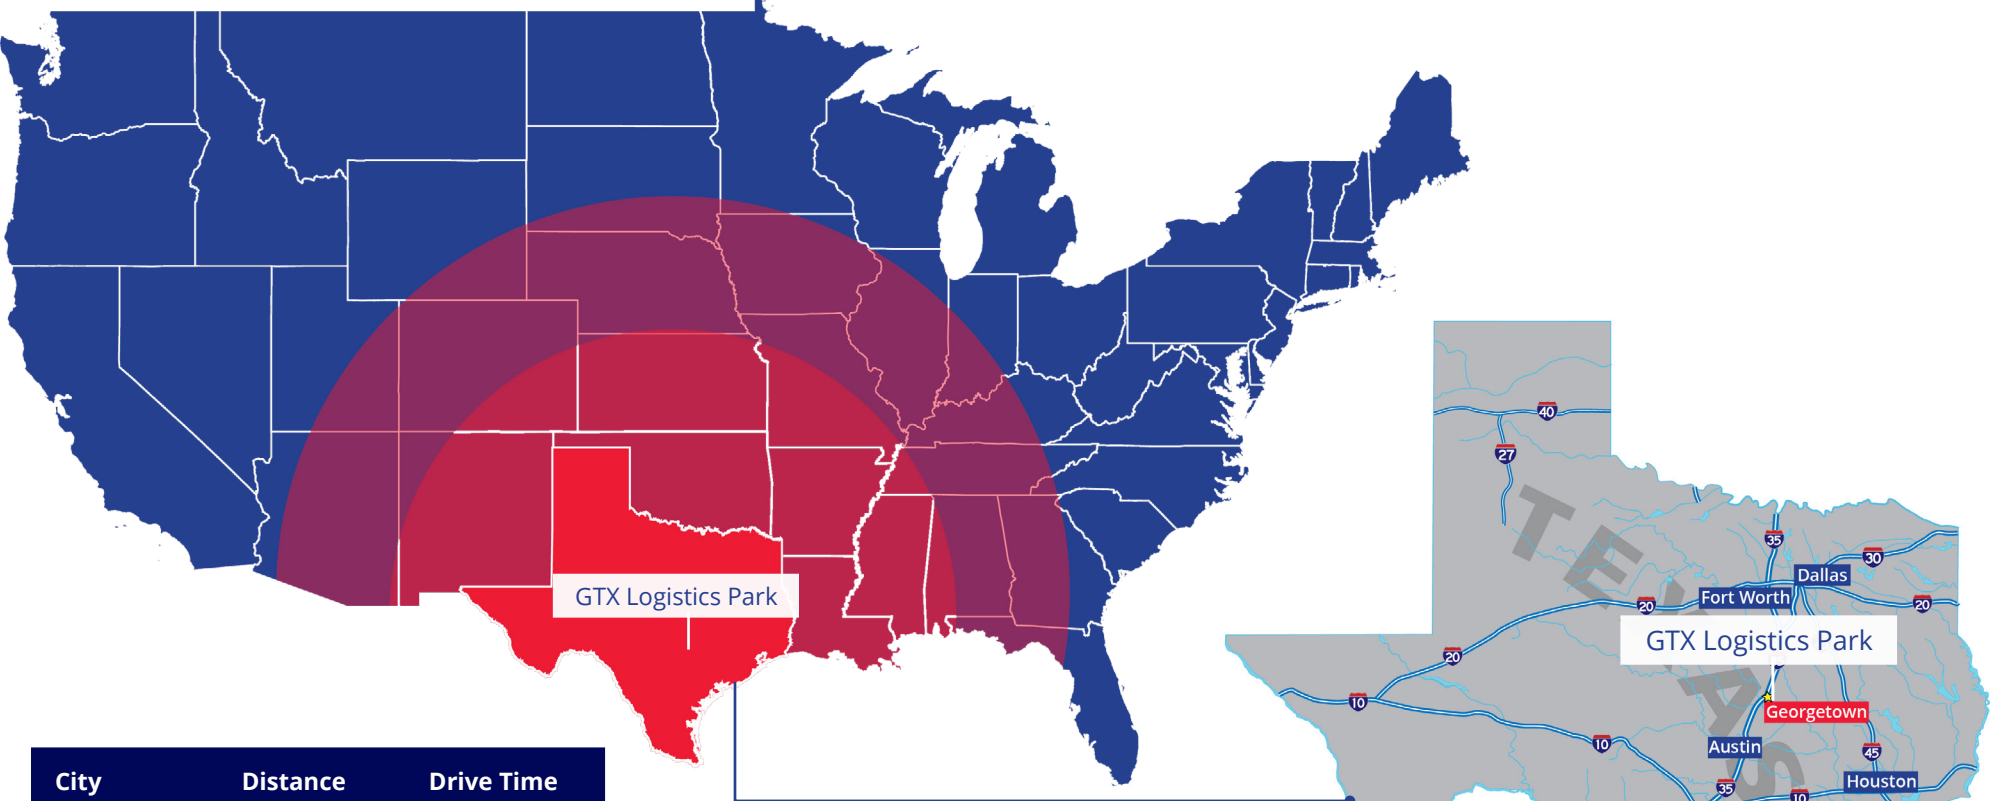 GTX Logistics Park
City Distance Drive Time
40
27
TEXAS
35
30
Dallas
Fort Worth
20
20
GTX Logistics Park
20
10
Georgetown
10
Austin
45
Houston
35
10